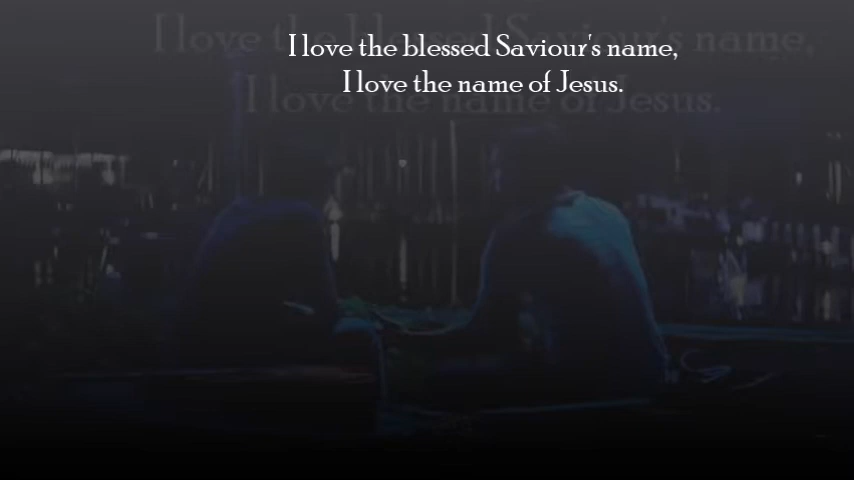 I love the blessed Saviour's name,
I love the name of Jesus.